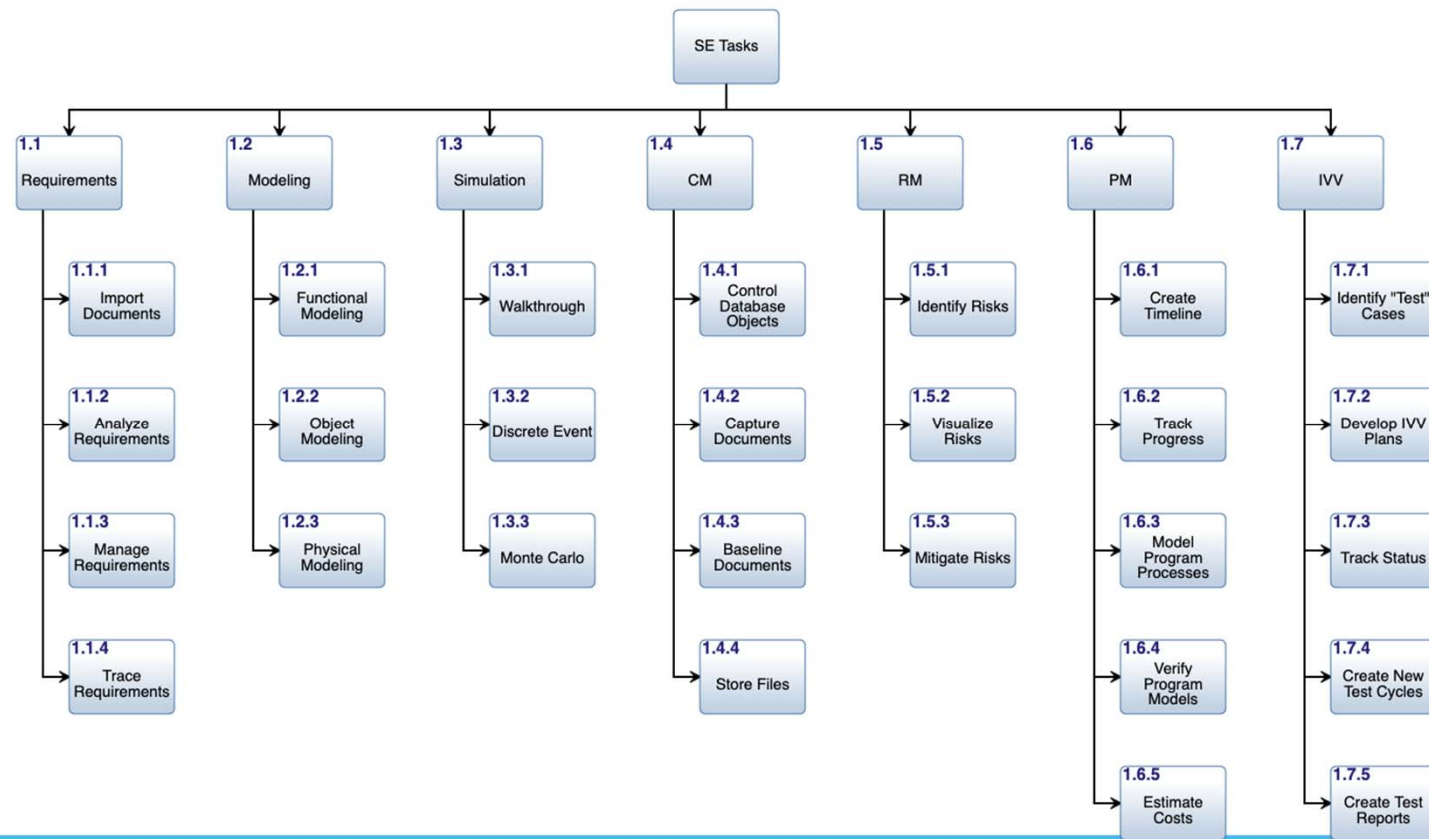 SE Tasks
1.1
Requirements
1.2
Modeling
1.3
Simulation
1.4
CM
1.5
RM
1.6
PM
1.7
IVV
1.1.1
Import
Documents
1.1.2
Analyze
Requirements
1.1.3
Manage
Requirements
1.1.4
Trace
Requirements
1.2.1
Functional
Modeling
1.2.2
Object
Modeling
1.2.3
Physical
Modeling
1.3.1
Walkthrough
1.3.2
Discrete Event
1.3.3
Monte Carlo
1.4.1
Control
Database
Objects
1.4.2
Capture
Documents
1.4.3
Baseline
Documents
1.4.4
Store Files
1.5.1
Identify Risks
1.5.2
Visualize
Risks
1.5.3
Mitigate Risks
1.6.1
Create
Timeline
1.6.2
Track
Progress
1.6.3
Model
Program
Processes
1.6.4
Verify
Program
Models
1.6.5
Estimate
Costs
1.7.1
Identify "Test"
Cases
1.7.2
Develop IVV
Plans
1.7.3
Track Status
1.7.4
Create New
Test Cycles
1.7.5
Create Test
Reports